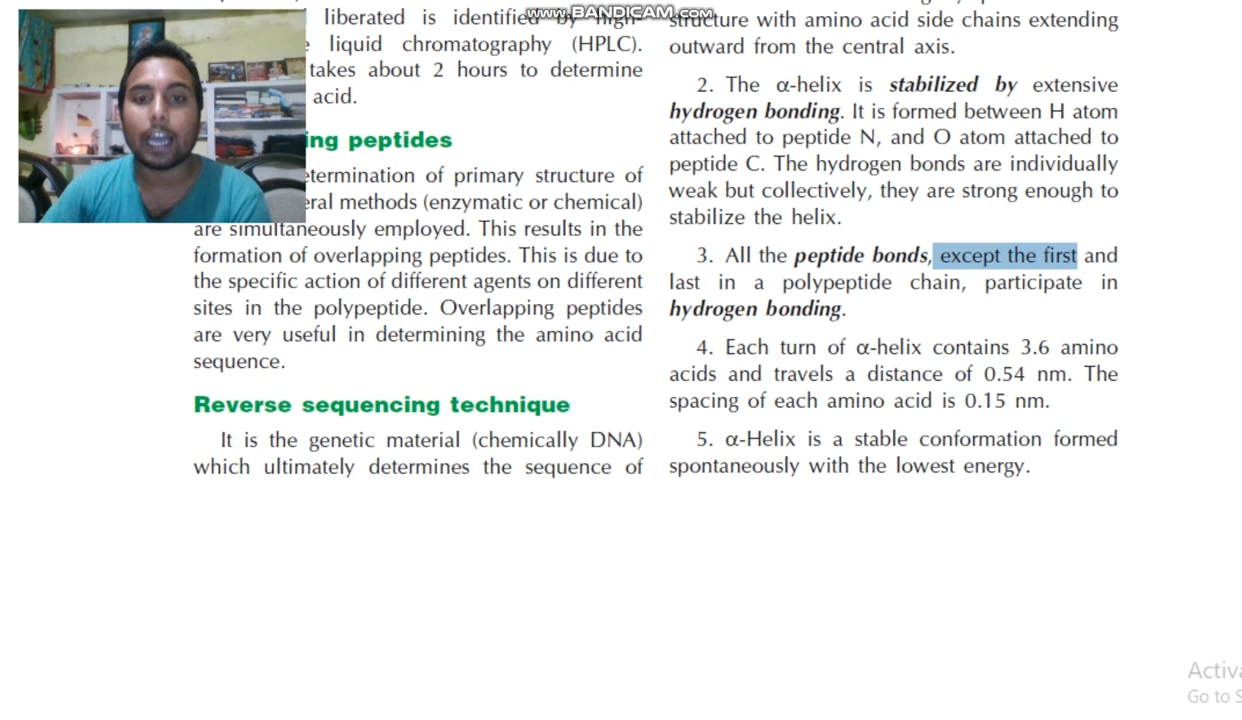 www.BANDICAM.com
liberated is identified by high-
liquid chromatography (HPLC).
takes about 2 hours to determine
acid.
ing peptides
termination of primary structure of
eral methods (enzymatic or chemical)
are simultaneously employed. This results in the
formation of overlapping peptides. This is due to
the specific action of different agents on different
sites in the polypeptide. Overlapping peptides
are very useful in determining the amino acid
sequence.
Reverse sequencing technique
It is the genetic material (chemically DNA)
which ultimately determines the sequence of
structure with amino acid side chains extending
outward from the central axis.
2. The α-helix is stabilized by extensive
hydrogen bonding. It is formed between H atom
attached to peptide N, and O atom attached to
peptide C. The hydrogen bonds are individually
weak but collectively, they are strong enough to
stabilize the helix.
3. All the peptide bonds, except the first and
last in a polypeptide chain, participate in
hydrogen bonding.
4. Each turn of α-helix contains 3.6 amino
acids and travels a distance of 0.54 nm. The
spacing of each amino acid is 0.15 nm.
5. α-Helix is a stable conformation formed
spontaneously with the lowest energy.
Activa
Go to S